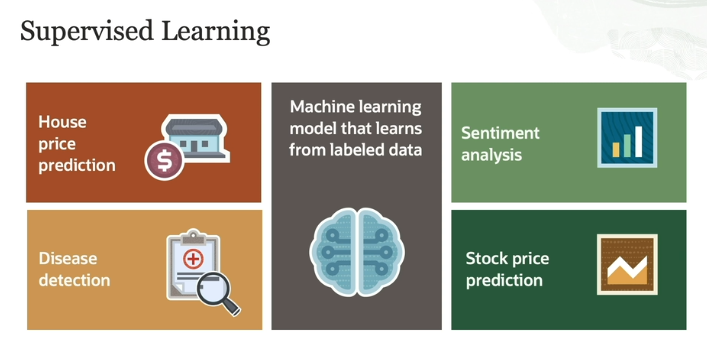 Supervised Learning
House
price
prediction
Machine learning
model that learns
from labeled data
Sentiment
analysis
Disease
detection
Stock price
prediction
$